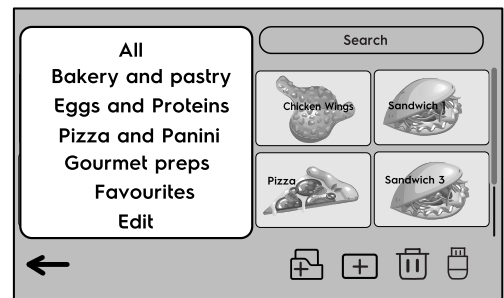 All
Bakery and pastry
Eggs and Proteins
Pizza and Panini
Gourmet preps
Favourites
Edit
Search
Chicken Wings
Sandwich 1
Pizza
Sandwich 3